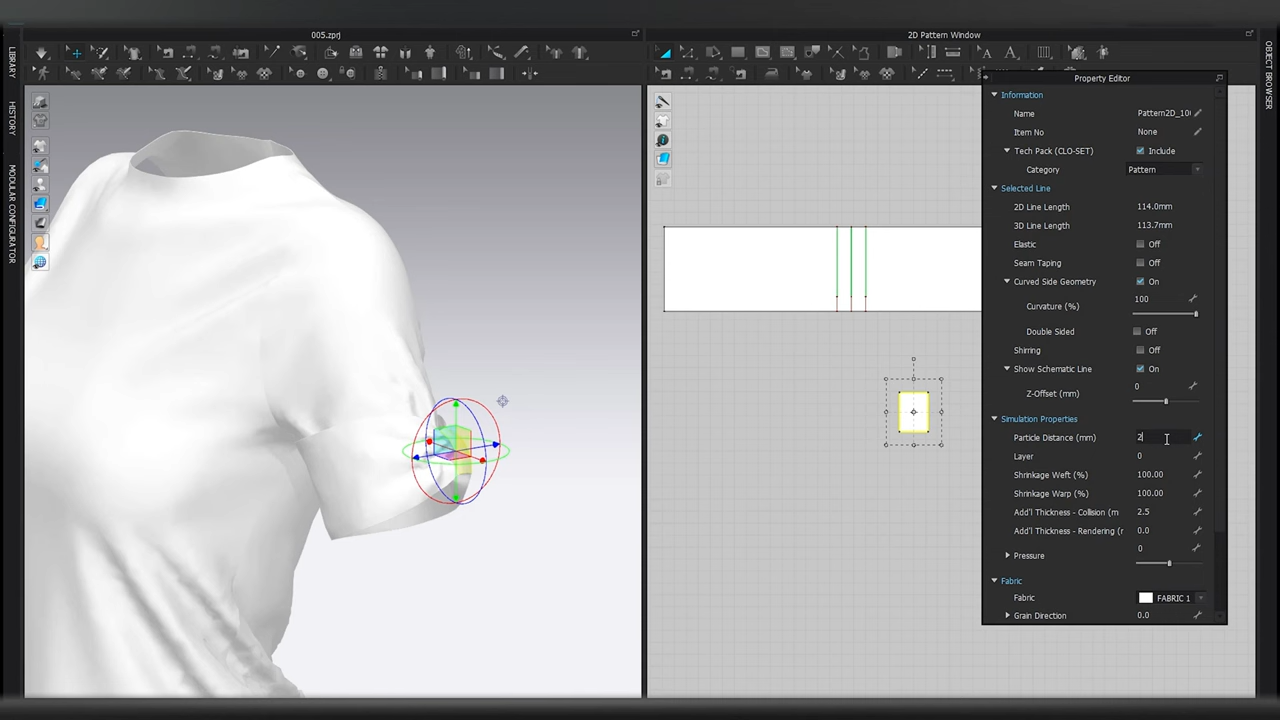 005.zprj
2D Pattern Window
LIBRARY
HISTORY
MODULAR CONFIGURATOR
OBJECT BROWSER
Property Editor
Information
Name Pattern2D_10
Item No None
Tech Pack (CLO-SET) Include
Category Pattern
Selected Line
2D Line Length 114.0mm
3D Line Length 113.7mm
Elastic Off
Seam Taping Off
Curved Side Geometry On
Curvature (%) 100
Double Sided Off
Shirring Off
Show Schematic Line On
Z-Offset (mm) 0
Simulation Properties
Particle Distance (mm) 2
Layer 0
Shrinkage Weft (%) 100.00
Shrinkage Warp (%) 100.00
Add'l Thickness - Collision (m 2.5
Add'l Thickness - Rendering (r 0.0
Pressure 0
Fabric
Fabric FABRIC 1
Grain Direction 0.0